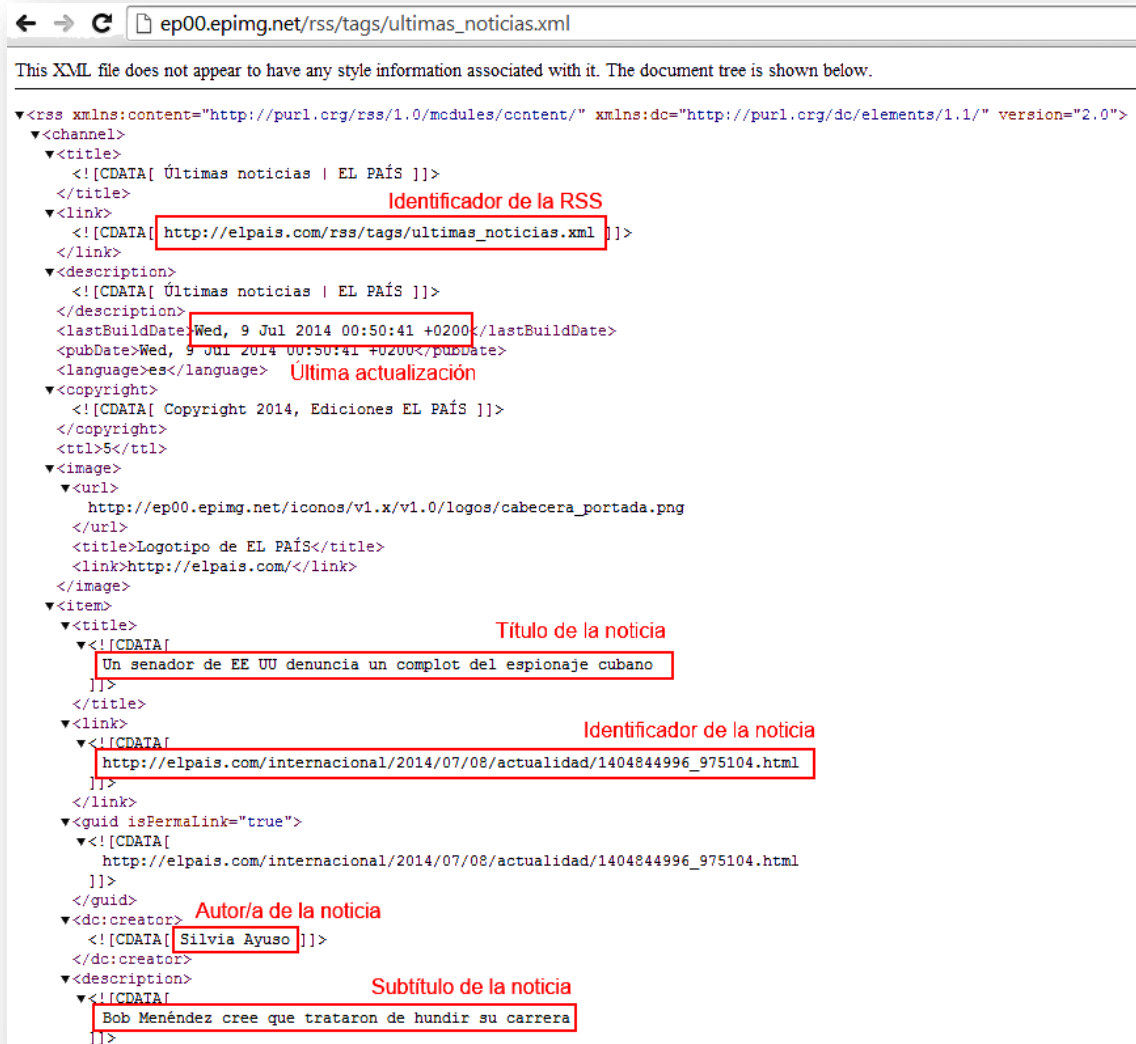 ep00.epimg.net/rss/tags/ultimas_noticias.xml
This XML file does not appear to have any style information associated with it. The document tree is shown below.
▼<rss xmlns:content="http://purl.org/rss/1.0/modules/content/" xmlns:dc="http://purl.org/dc/elements/1.1/" version="2.0">
▼<channel>
▼<title>
<![CDATA[ Últimas noticias | EL PAÍS ]]>
</title>
Identificador de la RSS
▼<link>
<![CDATA[ http://elpais.com/rss/tags/ultimas_noticias.xml ]]>
</link>
▼<description>
<![CDATA[ Últimas noticias | EL PAÍS ]]>
</description>
<lastBuildDate>Wed, 9 Jul 2014 00:50:41 +0200</lastBuildDate>
<pubDate>Wed, 9 Jul 2014 00:50:41 +0200</pubDate>
<language>es</language>
Última actualización
▼<copyright>
<![CDATA[ Copyright 2014, Ediciones EL PAÍS ]]>
</copyright>
<ttl>5</ttl>
▼<image>
▼<url>
http://ep00.epimg.net/iconos/v1.x/v1.0/logos/cabecera_portada.png
</url>
<title>Logotipo de EL PAÍS</title>
<link>http://elpais.com/</link>
</image>
▼<item>
▼<title>
Título de la noticia
▼<![CDATA[
Un senador de EE UU denuncia un complot del espionaje cubano
]]>
</title>
▼<link>
Identificador de la noticia
▼<![CDATA[
http://elpais.com/internacional/2014/07/08/actualidad/1404844996_975104.html
]]>
</link>
▼<guid isPermaLink="true">
▼<![CDATA[
http://elpais.com/internacional/2014/07/08/actualidad/1404844996_975104.html
]]>
</guid>
▼<dc:creator>
Autor/a de la noticia
<![CDATA[ Silvia Ayuso ]]>
</dc:creator>
▼<description>
Subtítulo de la noticia
▼<![CDATA[
Bob Menéndez cree que trataron de hundir su carrera
]]>